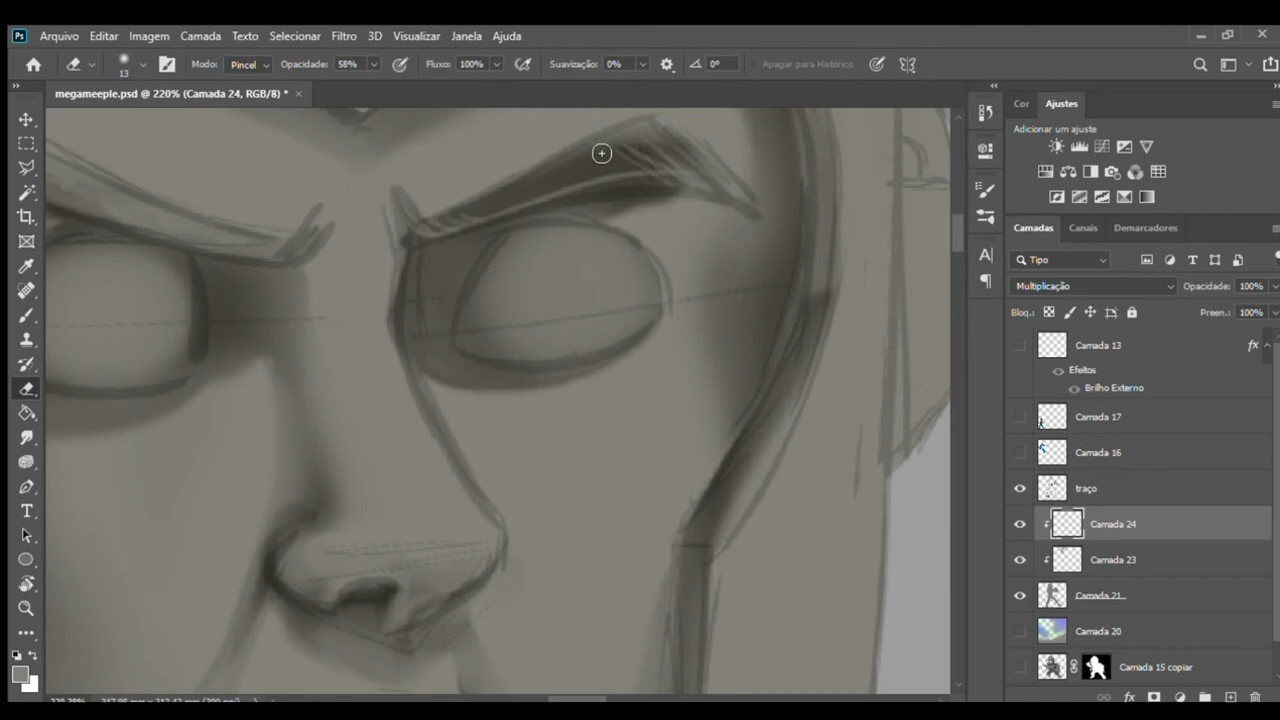 Ps Arquivo Editar Imagem Camada Texto Selecionar Filtro 3D Visualizar Janela Ajuda
13 Modo: Pincel Opacidade: 58% Fluxo: 100% Suavização: 0% 0° Apagar para Histórico
megameeple.psd @ 220% (Camada 24, RGB/8) * ×
Cor Ajustes
Adicionar um ajuste
Camadas Canais Demarcadores
Tipo
Multiplicação Opacidade: 100%
Bloq.: Preen.: 100%
Camada 13 fx
Efeitos
Brilho Externo
Camada 17
Camada 16
traço
Camada 24
Camada 23
Camada 21
Camada 20
Camada 15 copiar